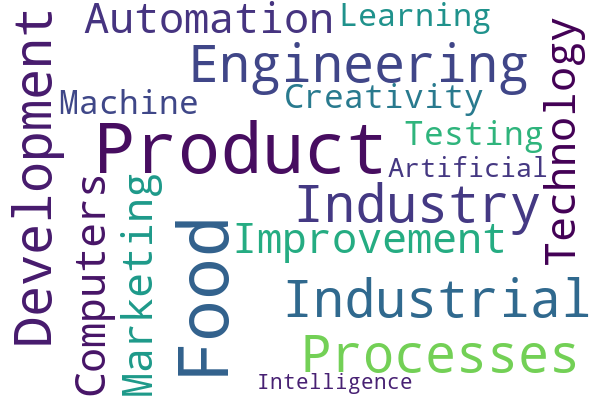 Automation
Learning
Engineering
Development
Technology
Machine
Creativity
Product
Testing
Artificial
Computers
Marketing
Industry
Food
Improvement
Industrial
Processes
Intelligence